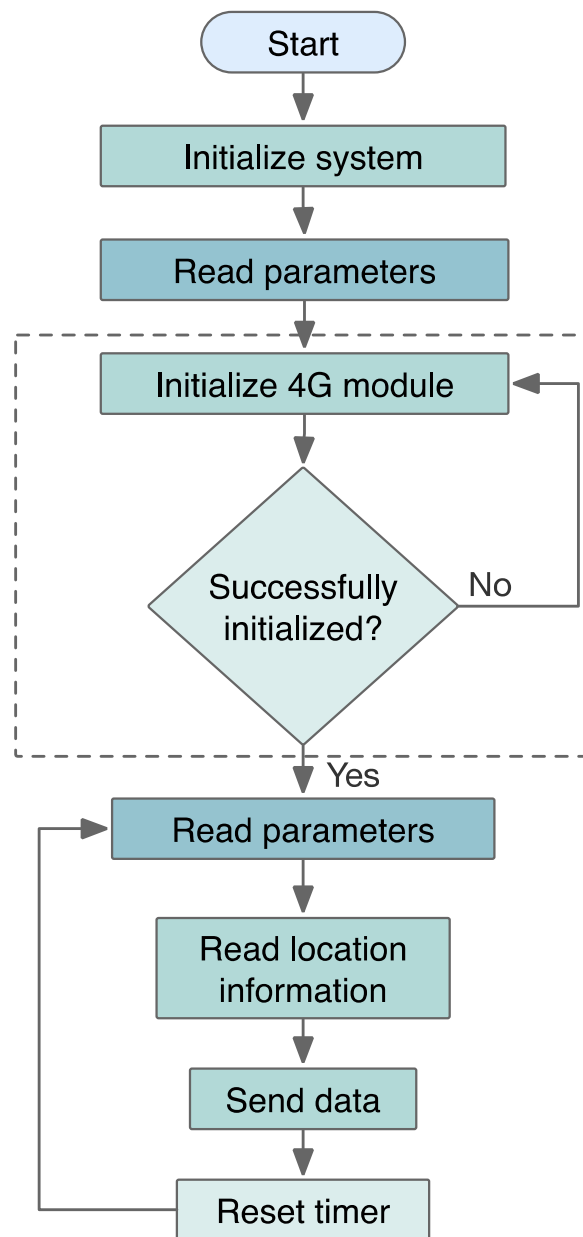 Start
Initialize system
Read parameters
Initialize 4G module
Successfully
initialized?
No
Yes
Read parameters
Read location
information
Send data
Reset timer